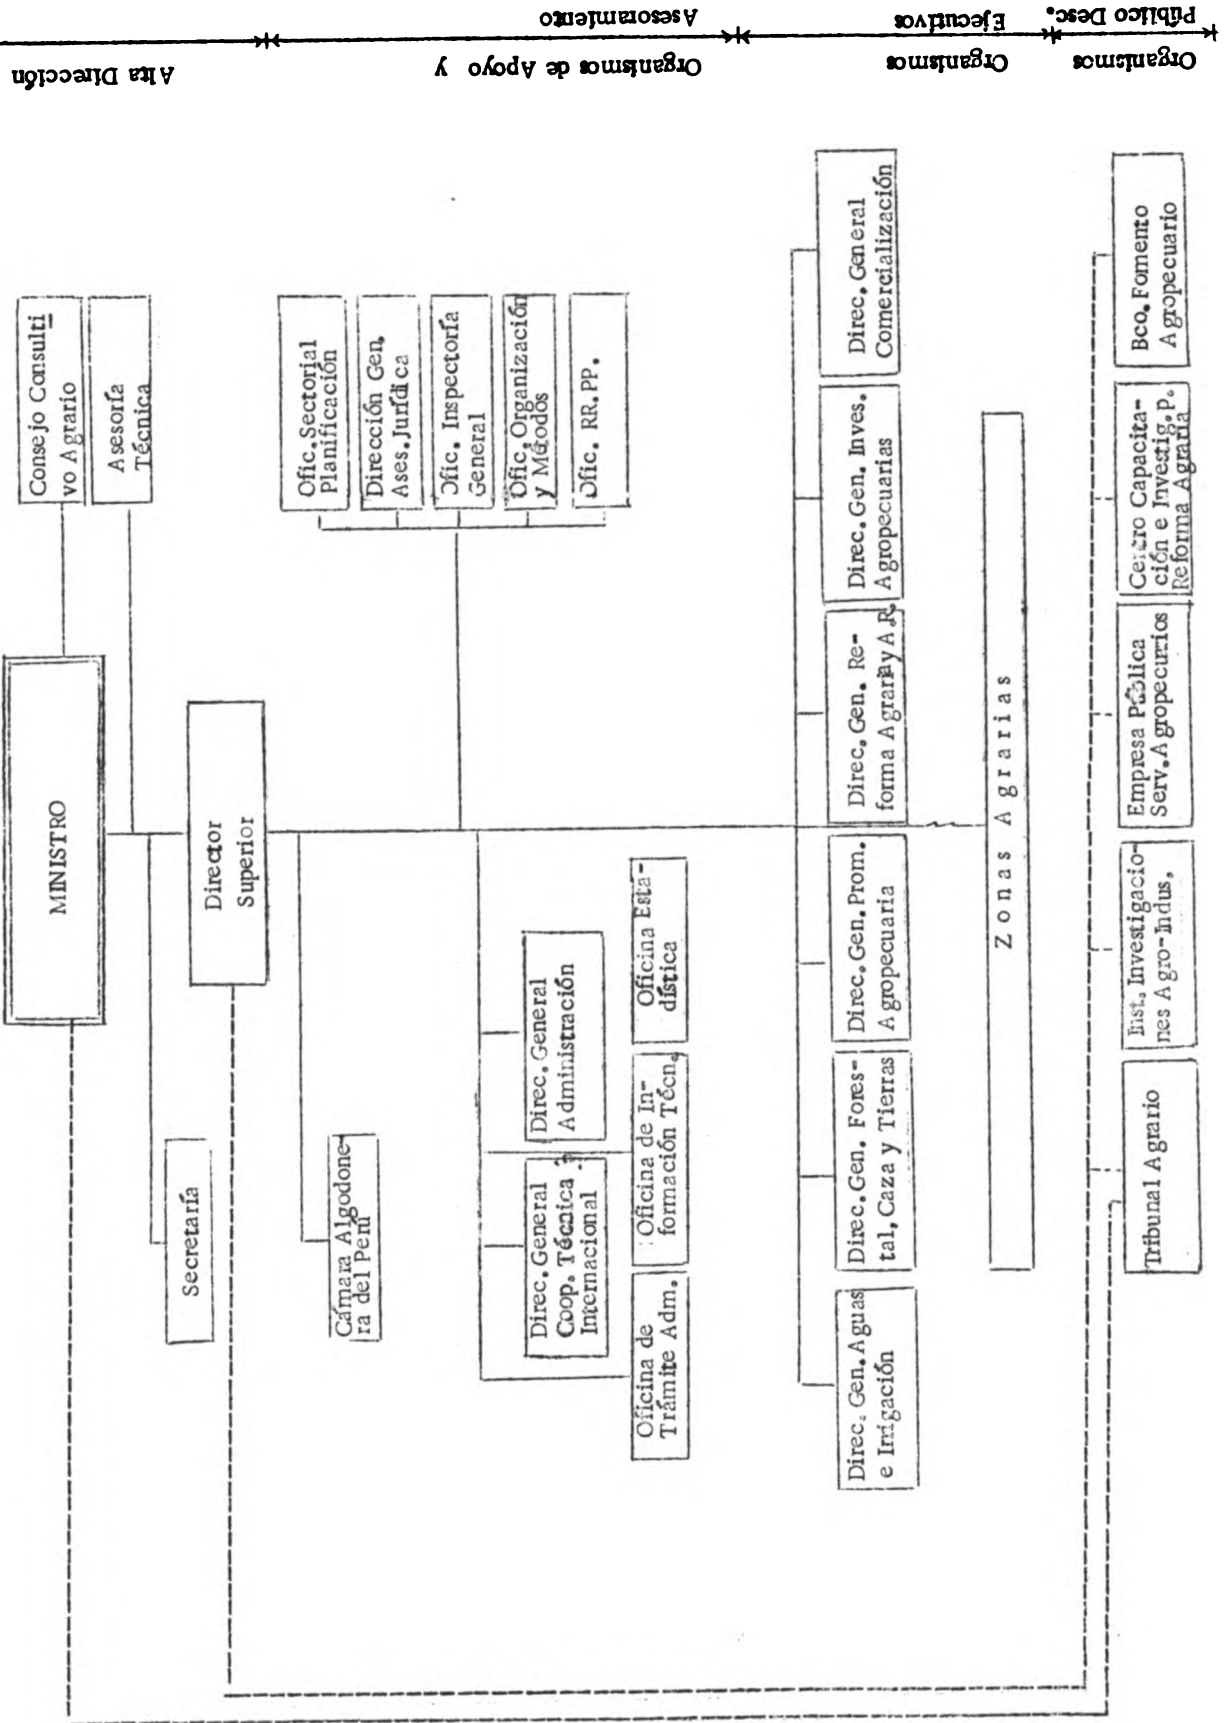 Alta Dirección
Organismos de Apoyo y
Asesoramiento
Organismos
Ejecutivos
Organismos
Público Desc.
MINISTRO
Consejo Consulti
vo Agrario
Asesoría
Técnica
Secretaría
Director
Superior
Cámara Algodone-
ra del Perú
Ofic. Sectorial
Planificación
Dirección Gen.
Ases. Jurídica
Ofic. Inspectoría
General
Ofic. Organización
y Métodos
Ofic. RR. PP.
Direc. General
Coop. Técnica
Internacional
Direc. General
Administración
Oficina de
Trámite Adm.
Oficina de In-
formación Técn.
Oficina Esta-
dística
Direc. Gen. Aguas
e Irrigación
Direc. Gen. Fores-
tal, Caza y Tierras
Direc. Gen. Prom.
Agropecuaria
Direc. Gen. Re-
forma Agraria y A.R.
Direc. Gen. Inves.
Agropecuarias
Direc. General
Comercialización
Zonas Agrarias
Tribunal Agrario
Inst. Investigacio-
nes Agro-Indus.
Empresa Pública
Serv. Agropecurios
Centro Capacita-
ción e Investig. p.
Reforma Agraria
Bco. Fomento
Agropecuario